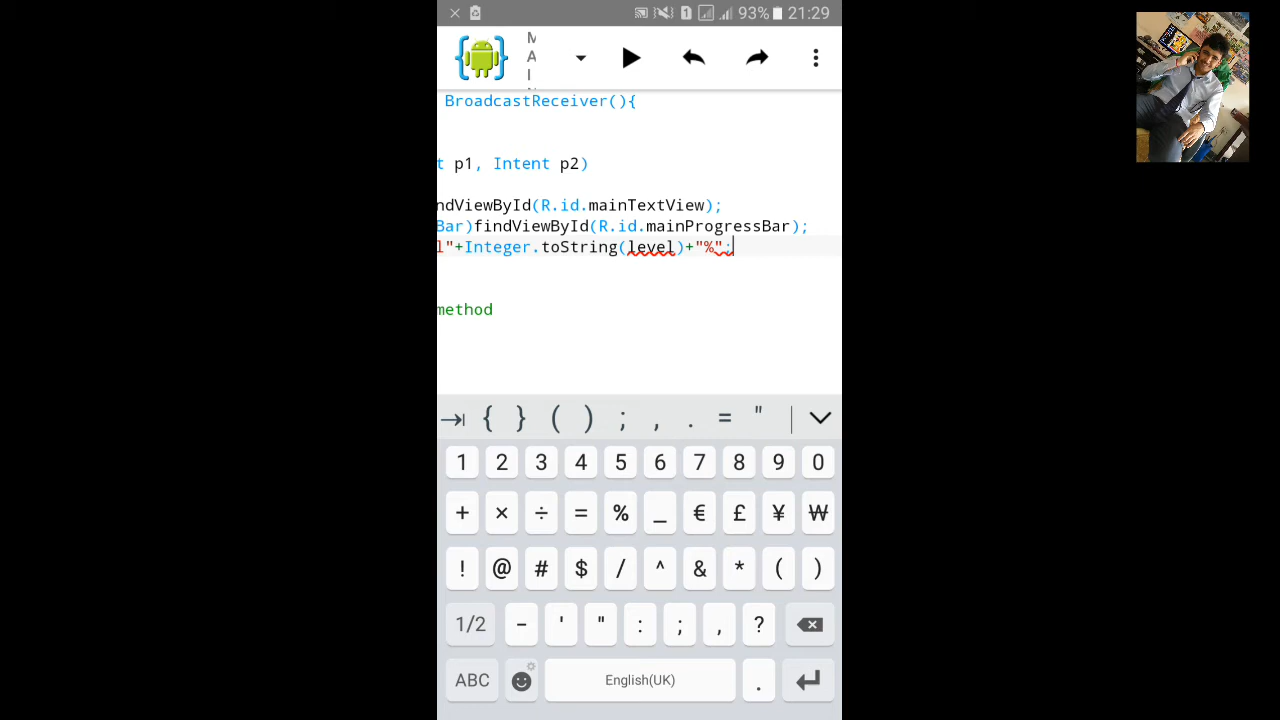 93% 21:29
M
A
I
BroadcastReceiver(){
t p1, Intent p2)
ndViewById(R.id.mainTextView);
Bar)findViewById(R.id.mainProgressBar);
l"+Integer.toString(level)+"%";
method
{ } ( ) ; , . = "
1 2 3 4 5 6 7 8 9 0
+ × ÷ = % _ € £ ¥ ₩
! @ # $ / ^ & * ( )
1/2 - ' " : ; , ?
ABC English(UK) .